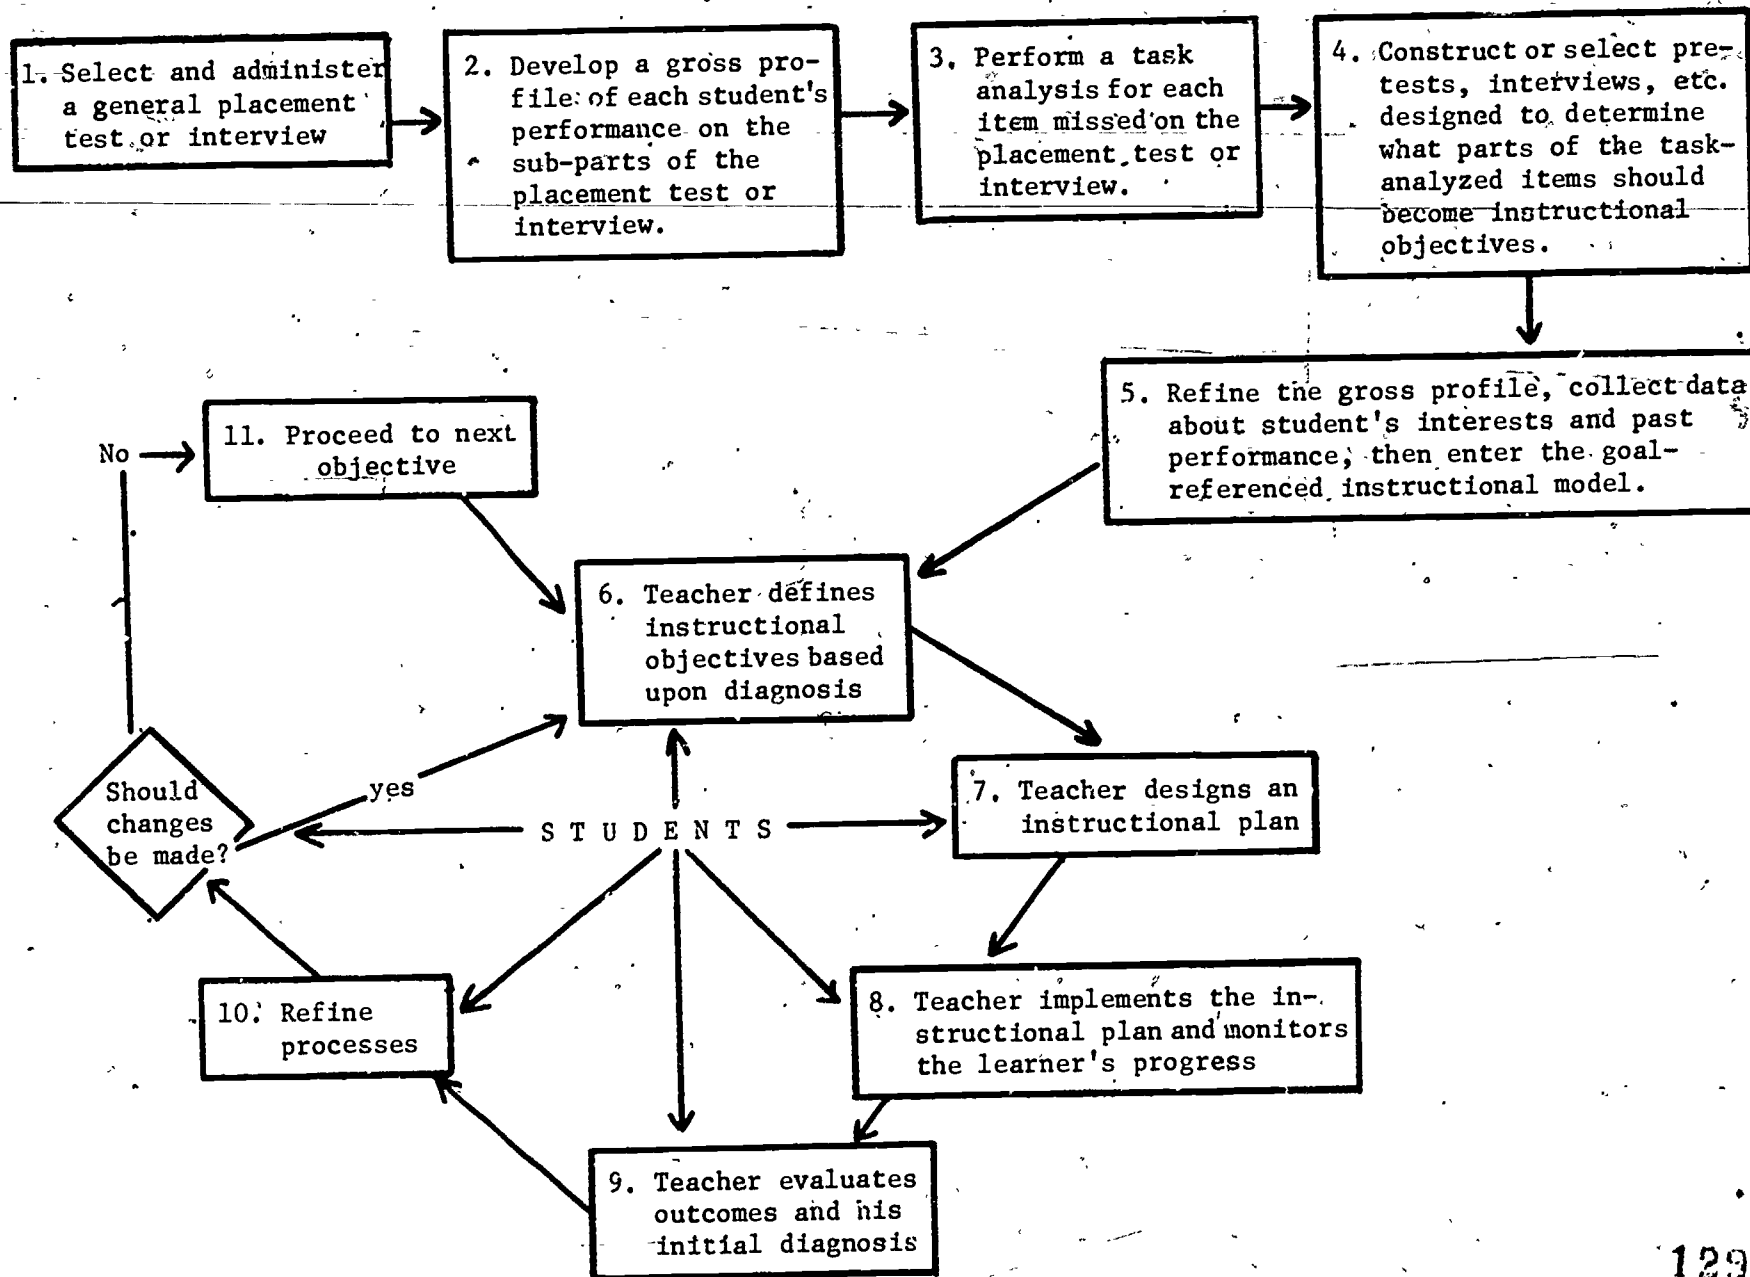 1. Select and administer
a general placement
test or interview
2. Develop a gross pro-
file of each student's
performance on the
sub-parts of the
placement test or
interview.
3. Perform a task
analysis for each
item missed on the
placement test or
interview.
4. Construct or select pre-
tests, interviews, etc.
designed to determine
what parts of the task-
analyzed items should
become instructional
objectives.
5. Refine the gross profile, collect data
about student's interests and past
performance, then enter the goal-
referenced instructional model.
No
11. Proceed to next
objective
6. Teacher defines
instructional
objectives based
upon diagnosis
Should
changes
be made?
yes
STUDENTS
7. Teacher designs an
instructional plan
8. Teacher implements the in-
structional plan and monitors
the learner's progress
10. Refine
processes
9. Teacher evaluates
outcomes and his
initial diagnosis
129